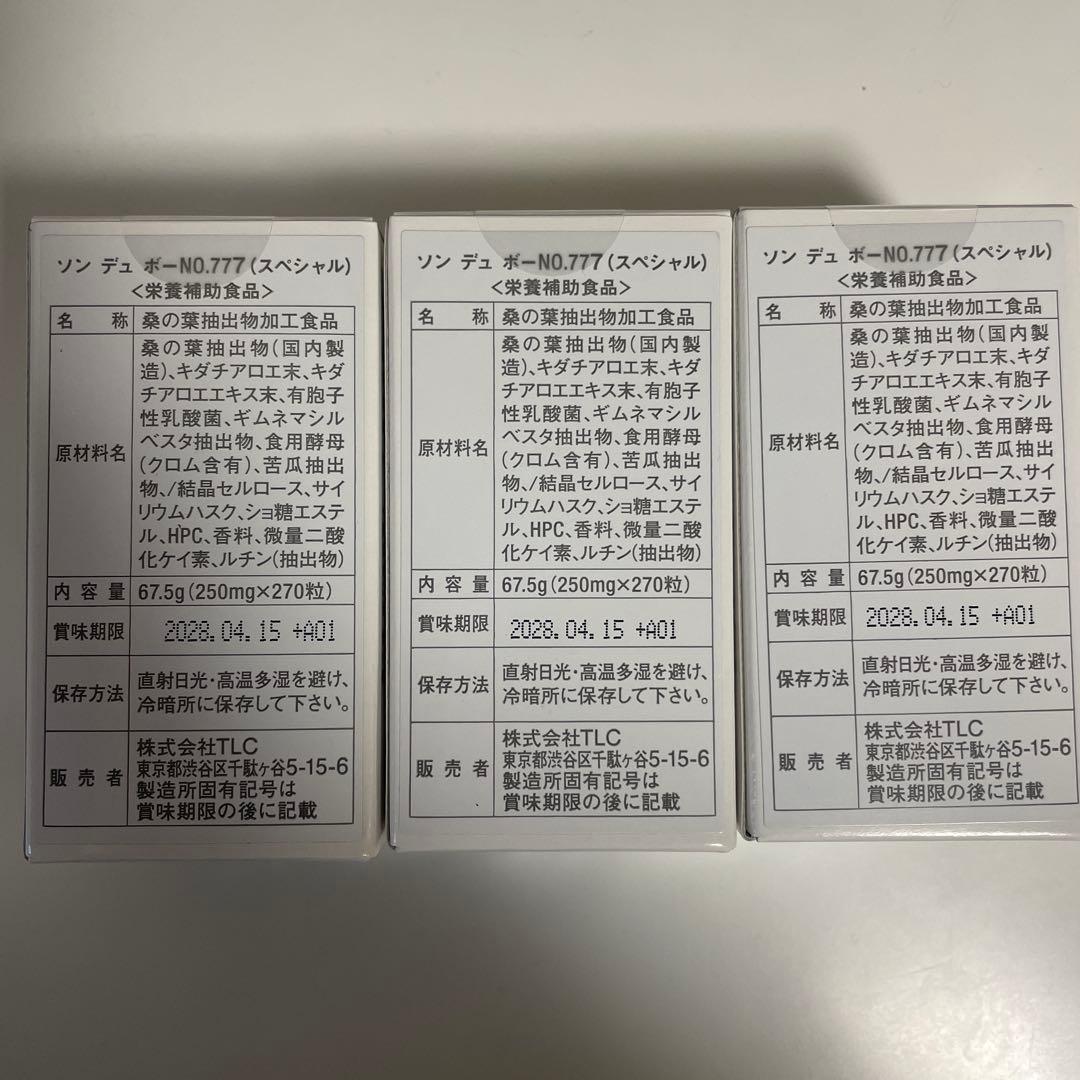 ソン デュ ボーNO.777(スペシャル)
<栄養補助食品>
名 称 桑の葉抽出物加工食品
原材料名
桑の葉抽出物(国内製
造)、キダチアロエ末、キダ
チアロエエキス末、有胞子
性乳酸菌、ギムネマシル
ベスタ抽出物、食用酵母
(クロム含有)、苦瓜抽出
物、/結晶セルロース、サイ
リウムハスク、ショ糖エステ
ル、HPC、香料、微量二酸
化ケイ素、ルチン(抽出物)
内 容 量 67.5g(250mg×270粒)
賞味期限 2028.04.15 +A01
保存方法
直射日光・高温多湿を避け、
冷暗所に保存して下さい。
販 売 者
株式会社TLC
東京都渋谷区千駄ヶ谷5-15-6
製造所固有記号は
賞味期限の後に記載
ソン デュ ボーNO.777(スペシャル)
<栄養補助食品>
名 称 桑の葉抽出物加工食品
原材料名
桑の葉抽出物(国内製
造)、キダチアロエ末、キダ
チアロエエキス末、有胞子
性乳酸菌、ギムネマシル
ベスタ抽出物、食用酵母
(クロム含有)、苦瓜抽出
物、/結晶セルロース、サイ
リウムハスク、ショ糖エステ
ル、HPC、香料、微量二酸
化ケイ素、ルチン(抽出物)
内 容 量 67.5g(250mg×270粒)
賞味期限 2028.04.15 +A01
保存方法
直射日光・高温多湿を避け、
冷暗所に保存して下さい。
販 売 者
株式会社TLC
東京都渋谷区千駄ヶ谷5-15-6
製造所固有記号は
賞味期限の後に記載
ソン デュ ボーNO.777(スペシャル)
<栄養補助食品>
名 称 桑の葉抽出物加工食品
原材料名
桑の葉抽出物(国内製
造)、キダチアロエ末、キダ
チアロエエキス末、有胞子
性乳酸菌、ギムネマシル
ベスタ抽出物、食用酵母
(クロム含有)、苦瓜抽出
物、/結晶セルロース、サイ
リウムハスク、ショ糖エステ
ル、HPC、香料、微量二酸
化ケイ素、ルチン(抽出物)
内 容 量 67.5g(250mg×270粒)
賞味期限 2028.04.15 +A01
保存方法
直射日光・高温多湿を避け、
冷暗所に保存して下さい。
販 売 者
株式会社TLC
東京都渋谷区千駄ヶ谷5-15-6
製造所固有記号は
賞味期限の後に記載